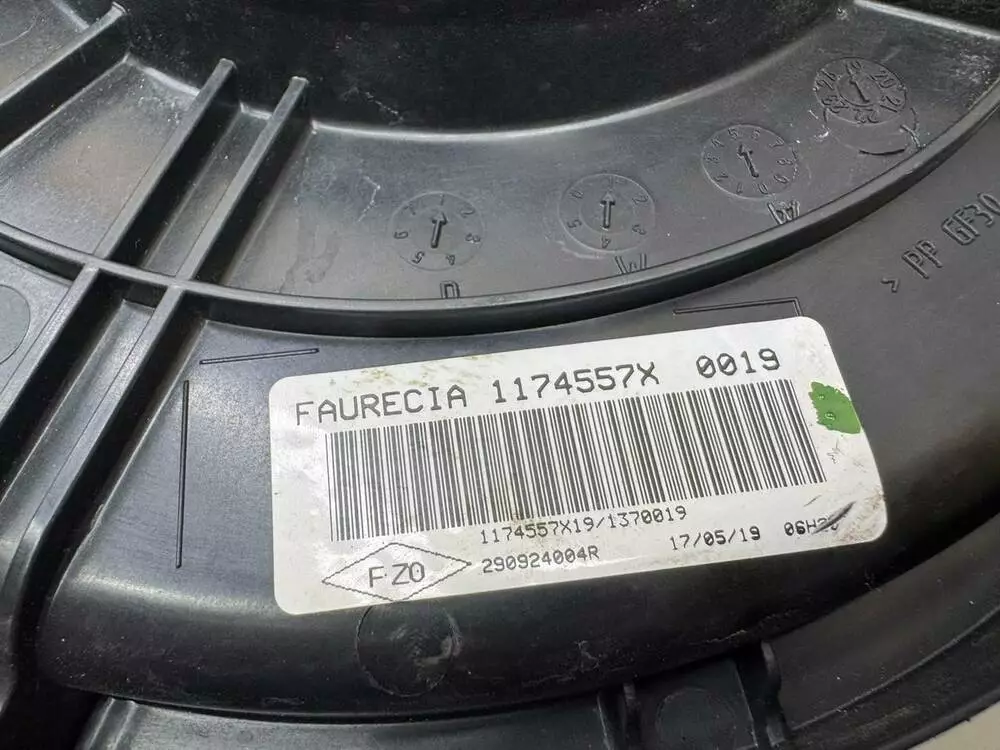 > PP GF30
D
W
A
FAURECIA 1174557X 0019
1174557X19/1370019
F-ZO
290924004R
17/05/19